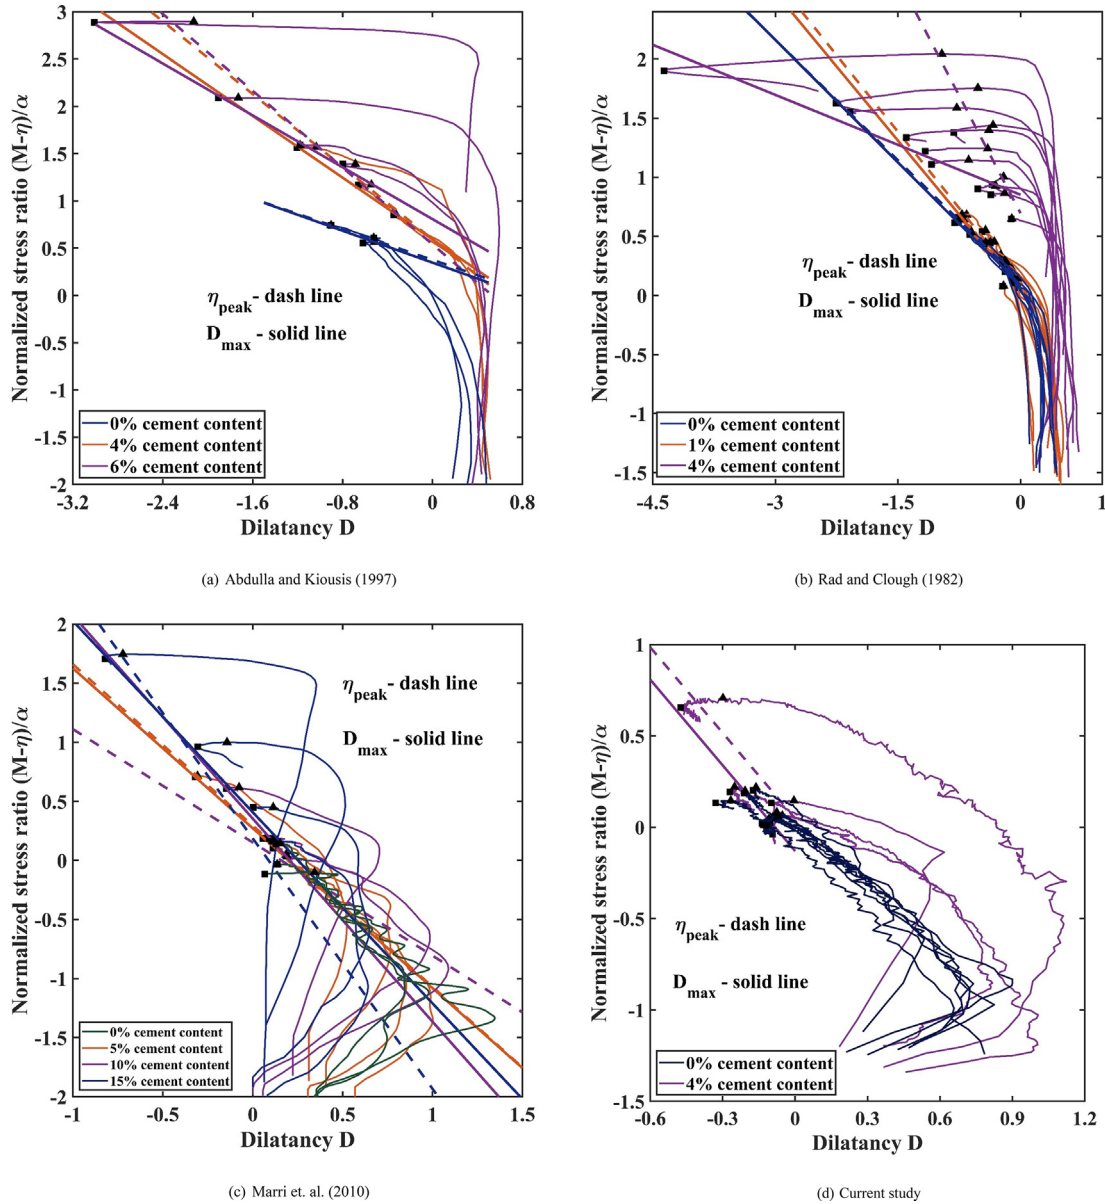 Normalized stress ratio (M-η)/α
3
2.5
2
1.5
1
0.5
0
-0.5
-1
-1.5
-2
η_peak - dash line
D_max - solid line
0% cement content
4% cement content
6% cement content
-3.2 -2.4 -1.6 -0.8 0 0.8
Dilatancy D
(a) Abdulla and Kiousis (1997)
Normalized stress ratio (M-η)/α
2
1.5
1
0.5
0
-0.5
-1
-1.5
η_peak - dash line
D_max - solid line
0% cement content
1% cement content
4% cement content
-4.5 -3 -1.5 0 1
Dilatancy D
(b) Rad and Clough (1982)
Normalized stress ratio (M-η)/α
2
1.5
1
0.5
0
-0.5
-1
-1.5
-2
η_peak - dash line
D_max - solid line
0% cement content
5% cement content
10% cement content
15% cement content
-1 -0.5 0 0.5 1 1.5
Dilatancy D
(c) Marri et. al. (2010)
Normalized stress ratio (M-η)/α
1
0.5
0
-0.5
-1
-1.5
η_peak - dash line
D_max - solid line
0% cement content
4% cement content
-0.6 -0.3 0 0.3 0.6 0.9 1.2
Dilatancy D
(d) Current study